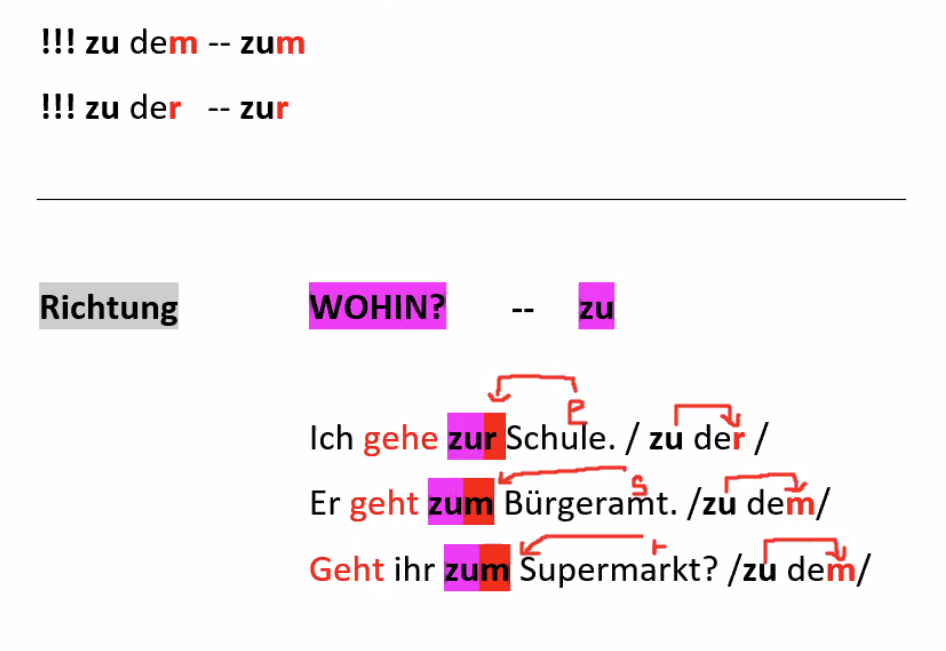 !!! zu dem -- zum
!!! zu der -- zur
Richtung WOHIN? -- zu
Ich gehe zur Schule. / zu der /
Er geht zum Bürgeramt. /zu dem/
Geht ihr zum Supermarkt? /zu dem/